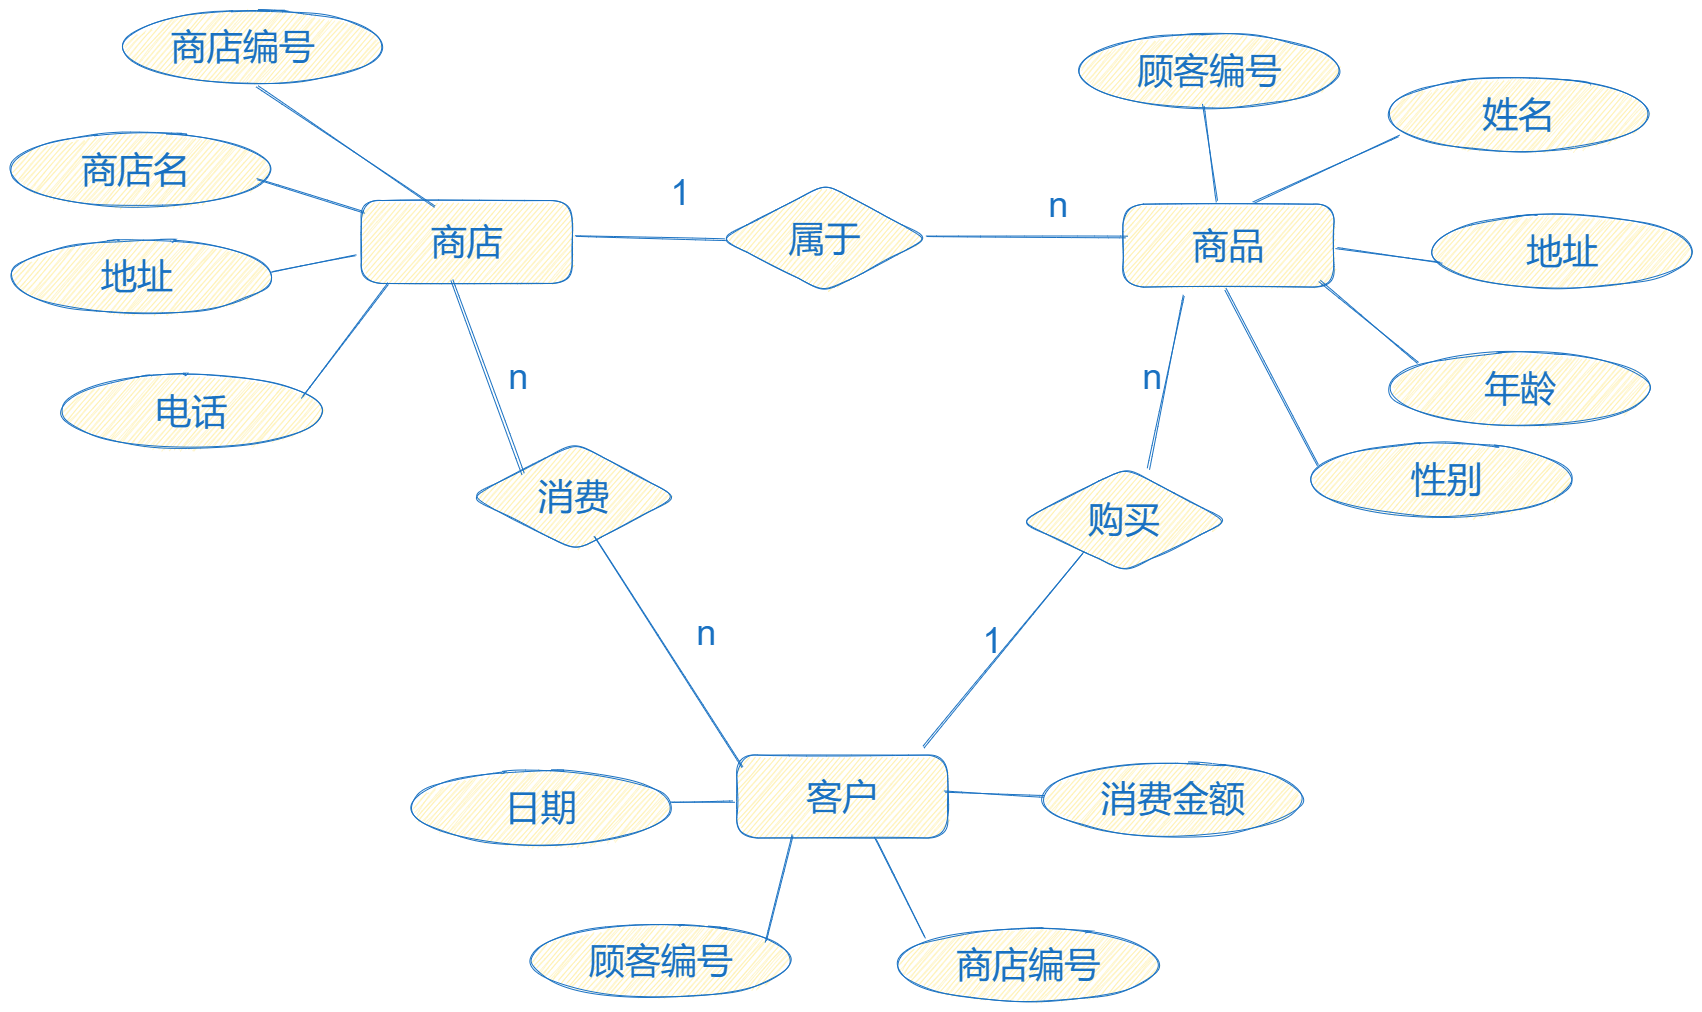 商店编号
顾客编号
姓名
商店名
1
n
商店
属于
商品
地址
地址
n
n
年龄
电话
性别
消费
购买
n
1
日期
客户
消费金额
顾客编号
商店编号